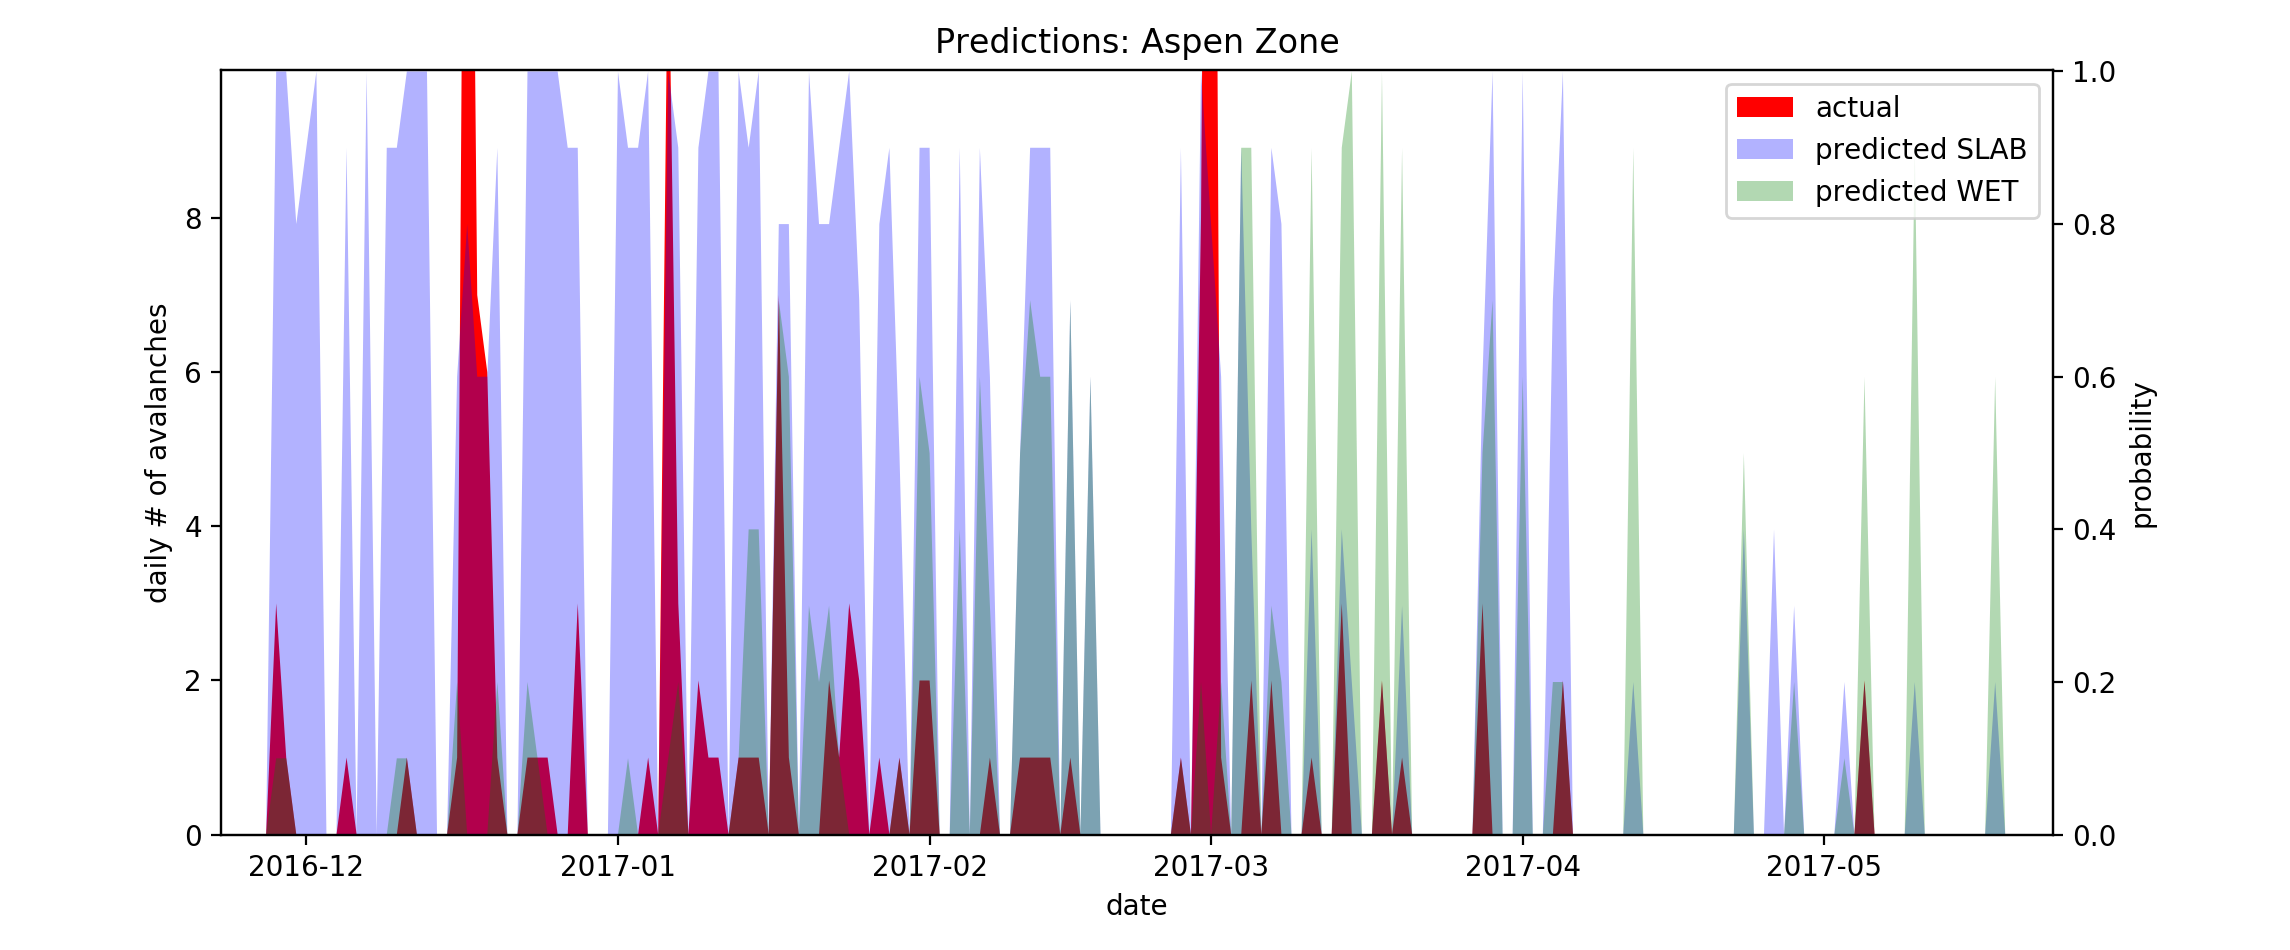 Predictions: Aspen Zone
actual
predicted SLAB
predicted WET
daily # of avalanches
8
6
4
2
0
1.0
0.8
0.6
0.4
0.2
0.0
probability
2016-12
2017-01
2017-02
2017-03
2017-04
2017-05
date